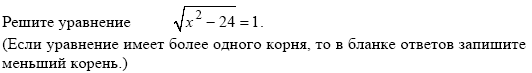 Решите уравнение √(x² − 24) = 1.
(Если уравнение имеет более одного корня, то в бланке ответов запишите
меньший корень.)